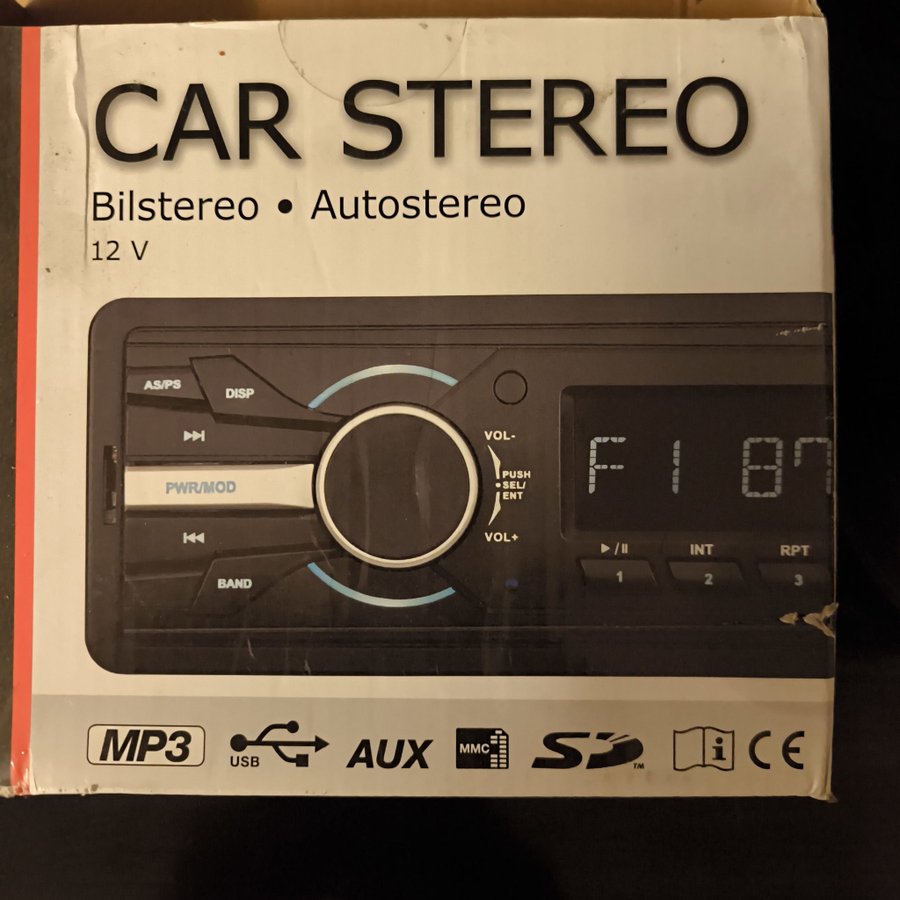 CAR STEREO
Bilstereo • Autostereo
12 V
AS/PS
DISP
VOL-
PUSH
SEL/
ENT
VOL+
PWR/MOD
BAND
F1 87
INT
RPT
1
2
3
MP3
USB
AUX
MMC
SD
TM
i
CE